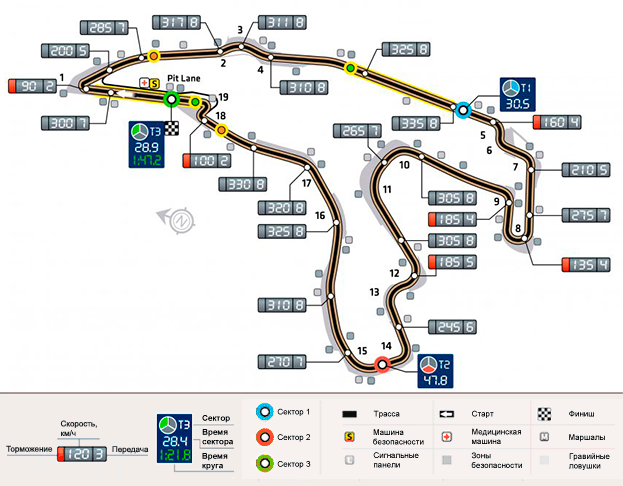 317 8
3
311 8
285 7
200 5
2
4
325 8
1
90 2
S
Pit Lane
310 8
T1
30.5
300 7
19
18
335 8
160 4
5
6
T3
28.9
1:47.2
100 2
265 7
10
7
210 5
330 8
17
11
305 8
9
320 8
185 4
275 7
16
8
325 8
305 8
135 4
N
12
185 5
13
310 8
245 6
14
15
270 7
T2
47.8
Скорость,
км/ч
Торможение
120 3
Передача
T3
28.4
1:21.8
Сектор
Время
сектора
Время
круга
Сектор 1
Сектор 2
Сектор 3
Трасса
Старт
Финиш
S
Машина
безопасности
Медицинская
машина
M
Маршалы
Сигнальные
панели
Зоны
безопасности
Гравийные
ловушки